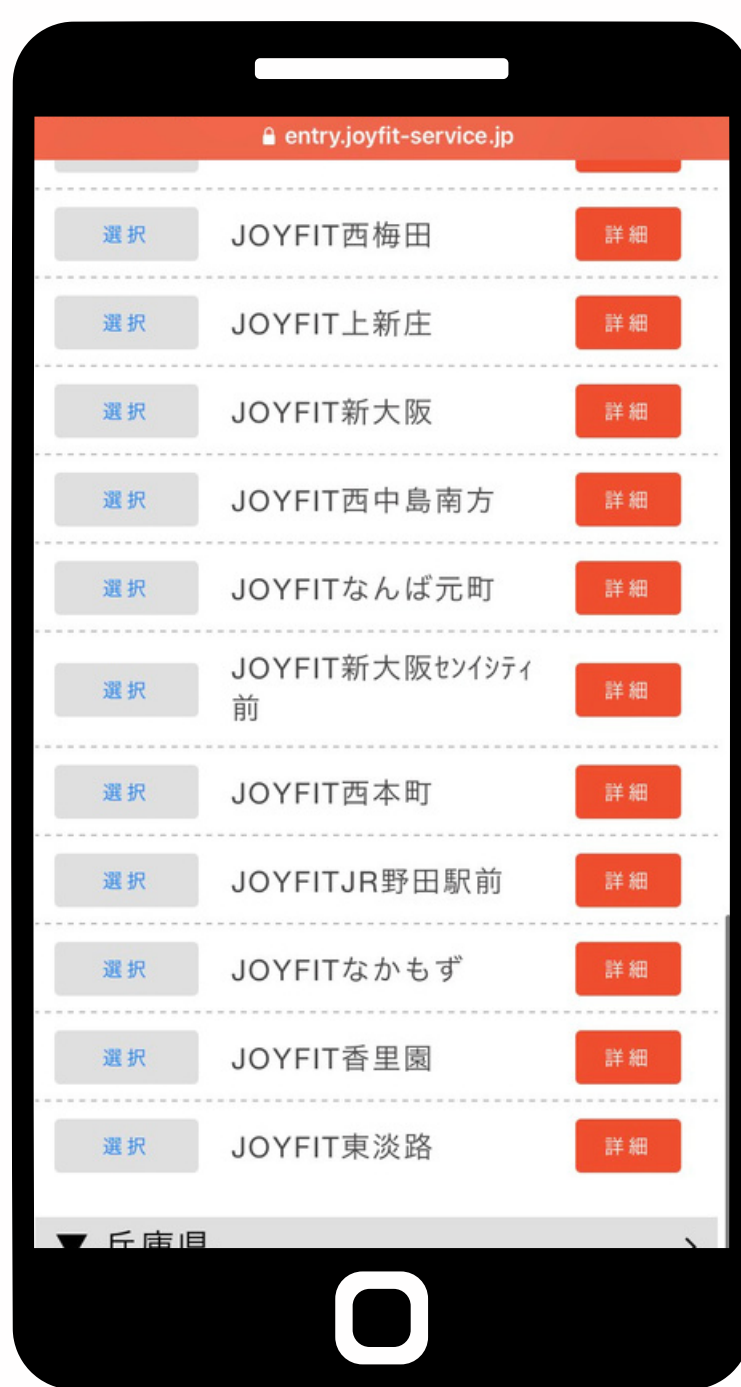 entry.joyfit-service.jp
選択 JOYFIT西梅田 詳細
選択 JOYFIT上新庄 詳細
選択 JOYFIT新大阪 詳細
選択 JOYFIT西中島南方 詳細
選択 JOYFITなんば元町 詳細
選択 JOYFIT新大阪ｾﾝｲｼﾃｨ
前 詳細
選択 JOYFIT西本町 詳細
選択 JOYFITJR野田駅前 詳細
選択 JOYFITなかもず 詳細
選択 JOYFIT香里園 詳細
選択 JOYFIT東淡路 詳細
▼ 兵庫県